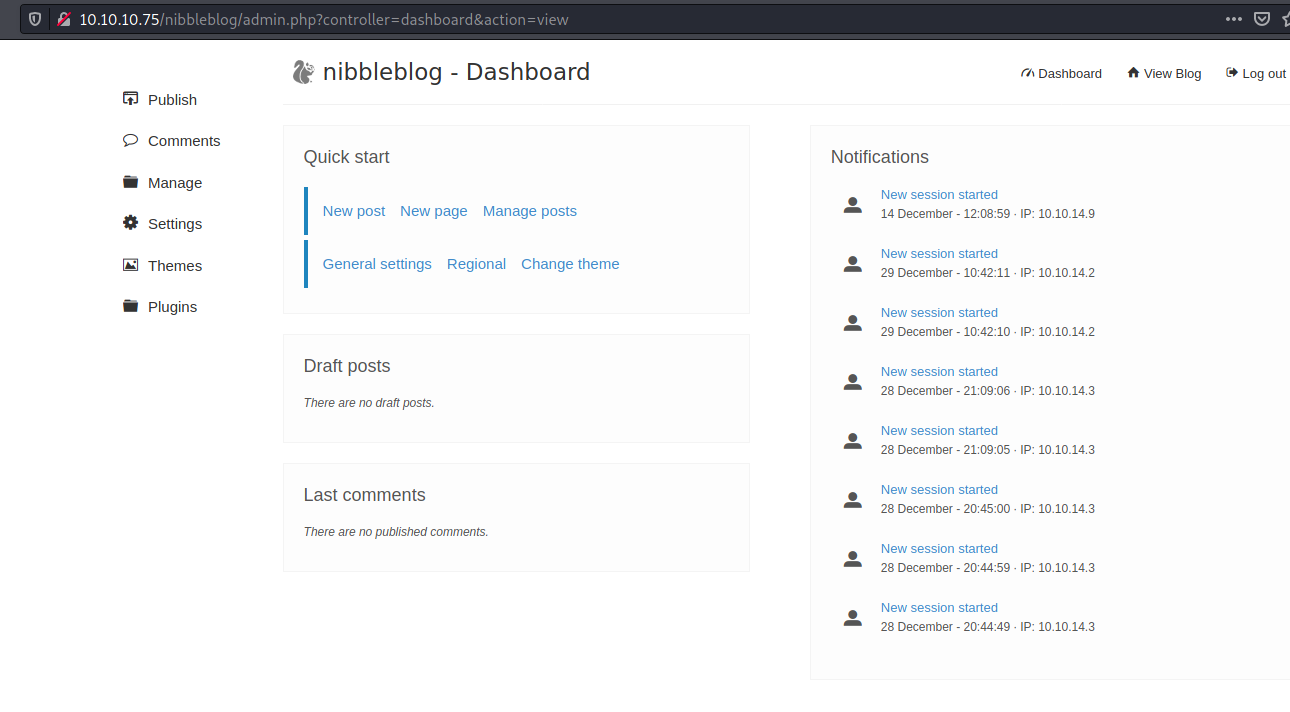 10.10.10.75/nibbleblog/admin.php?controller=dashboard&action=view
nibbleblog - Dashboard
Dashboard View Blog Log out
Publish
Comments
Manage
Settings
Themes
Plugins
Quick start
New post New page Manage posts
General settings Regional Change theme
Draft posts
There are no draft posts.
Last comments
There are no published comments.
Notifications
New session started
14 December - 12:08:59 · IP: 10.10.14.9
New session started
29 December - 10:42:11 · IP: 10.10.14.2
New session started
29 December - 10:42:10 · IP: 10.10.14.2
New session started
28 December - 21:09:06 · IP: 10.10.14.3
New session started
28 December - 21:09:05 · IP: 10.10.14.3
New session started
28 December - 20:45:00 · IP: 10.10.14.3
New session started
28 December - 20:44:59 · IP: 10.10.14.3
New session started
28 December - 20:44:49 · IP: 10.10.14.3